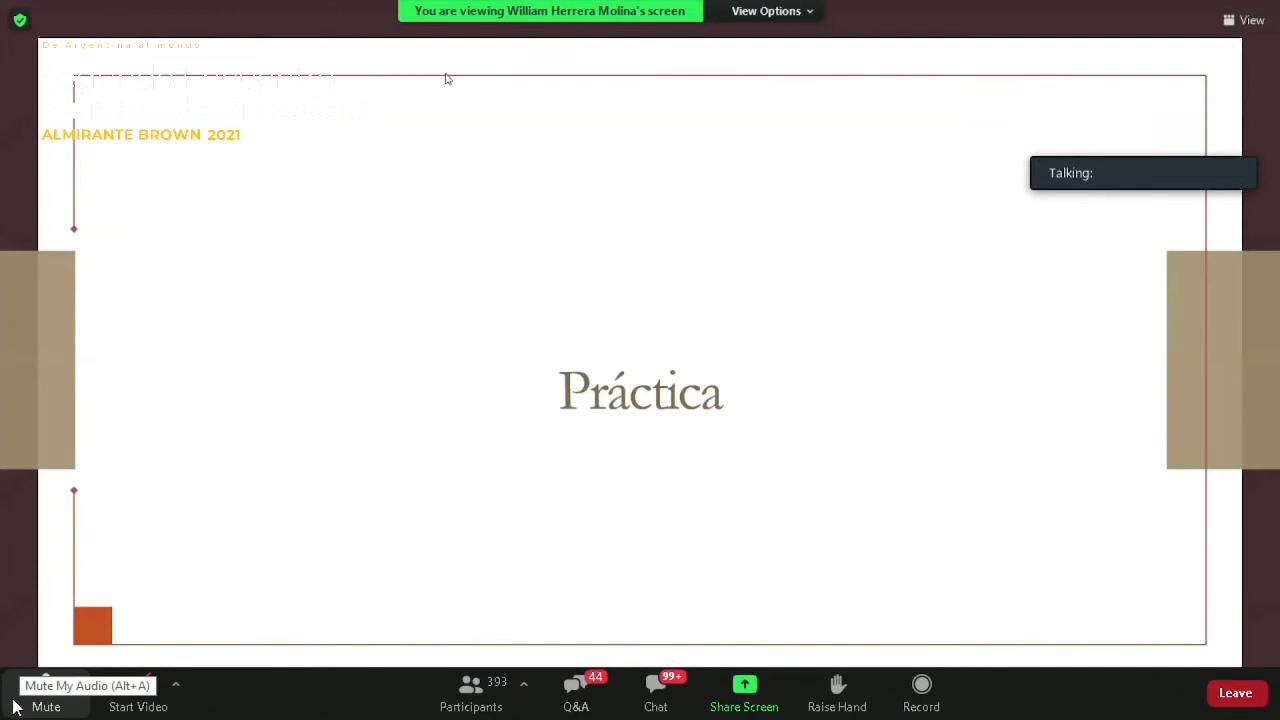 You are viewing William Herrera Molina's screen
View Options
View
De Argentina al mundo
ALMIRANTE BROWN 2021
Talking:
Práctica
Mute My Audio (Alt+A)
Mute
Start Video
393
Participants
44
Q&A
99+
Chat
Share Screen
Raise Hand
Record
Leave